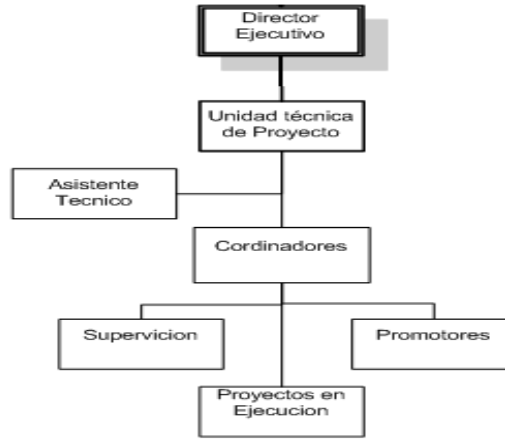 Director
Ejecutivo
Unidad técnica
de Proyecto
Asistente
Tecnico
Cordinadores
Supervicion
Promotores
Proyectos en
Ejecucion